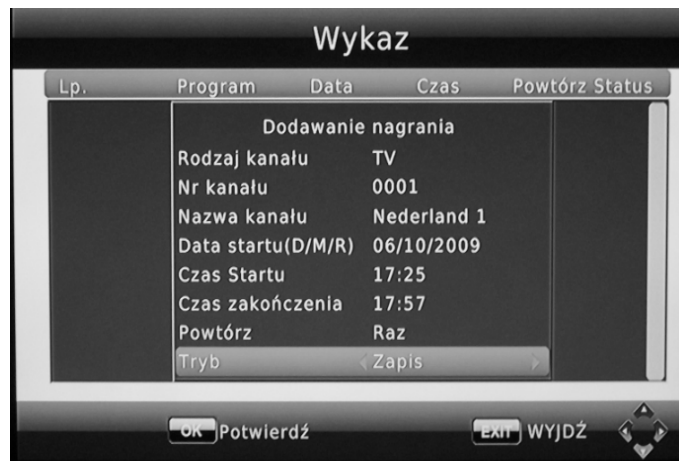 Wykaz
Lp. Program Data Czas Powtórz Status
Dodawanie nagrania
Rodzaj kanału TV
Nr kanału 0001
Nazwa kanału Nederland 1
Data startu(D/M/R) 06/10/2009
Czas Startu 17:25
Czas zakończenia 17:57
Powtórz Raz
Tryb Zapis
OK Potwierdź EXIT WYJDŹ